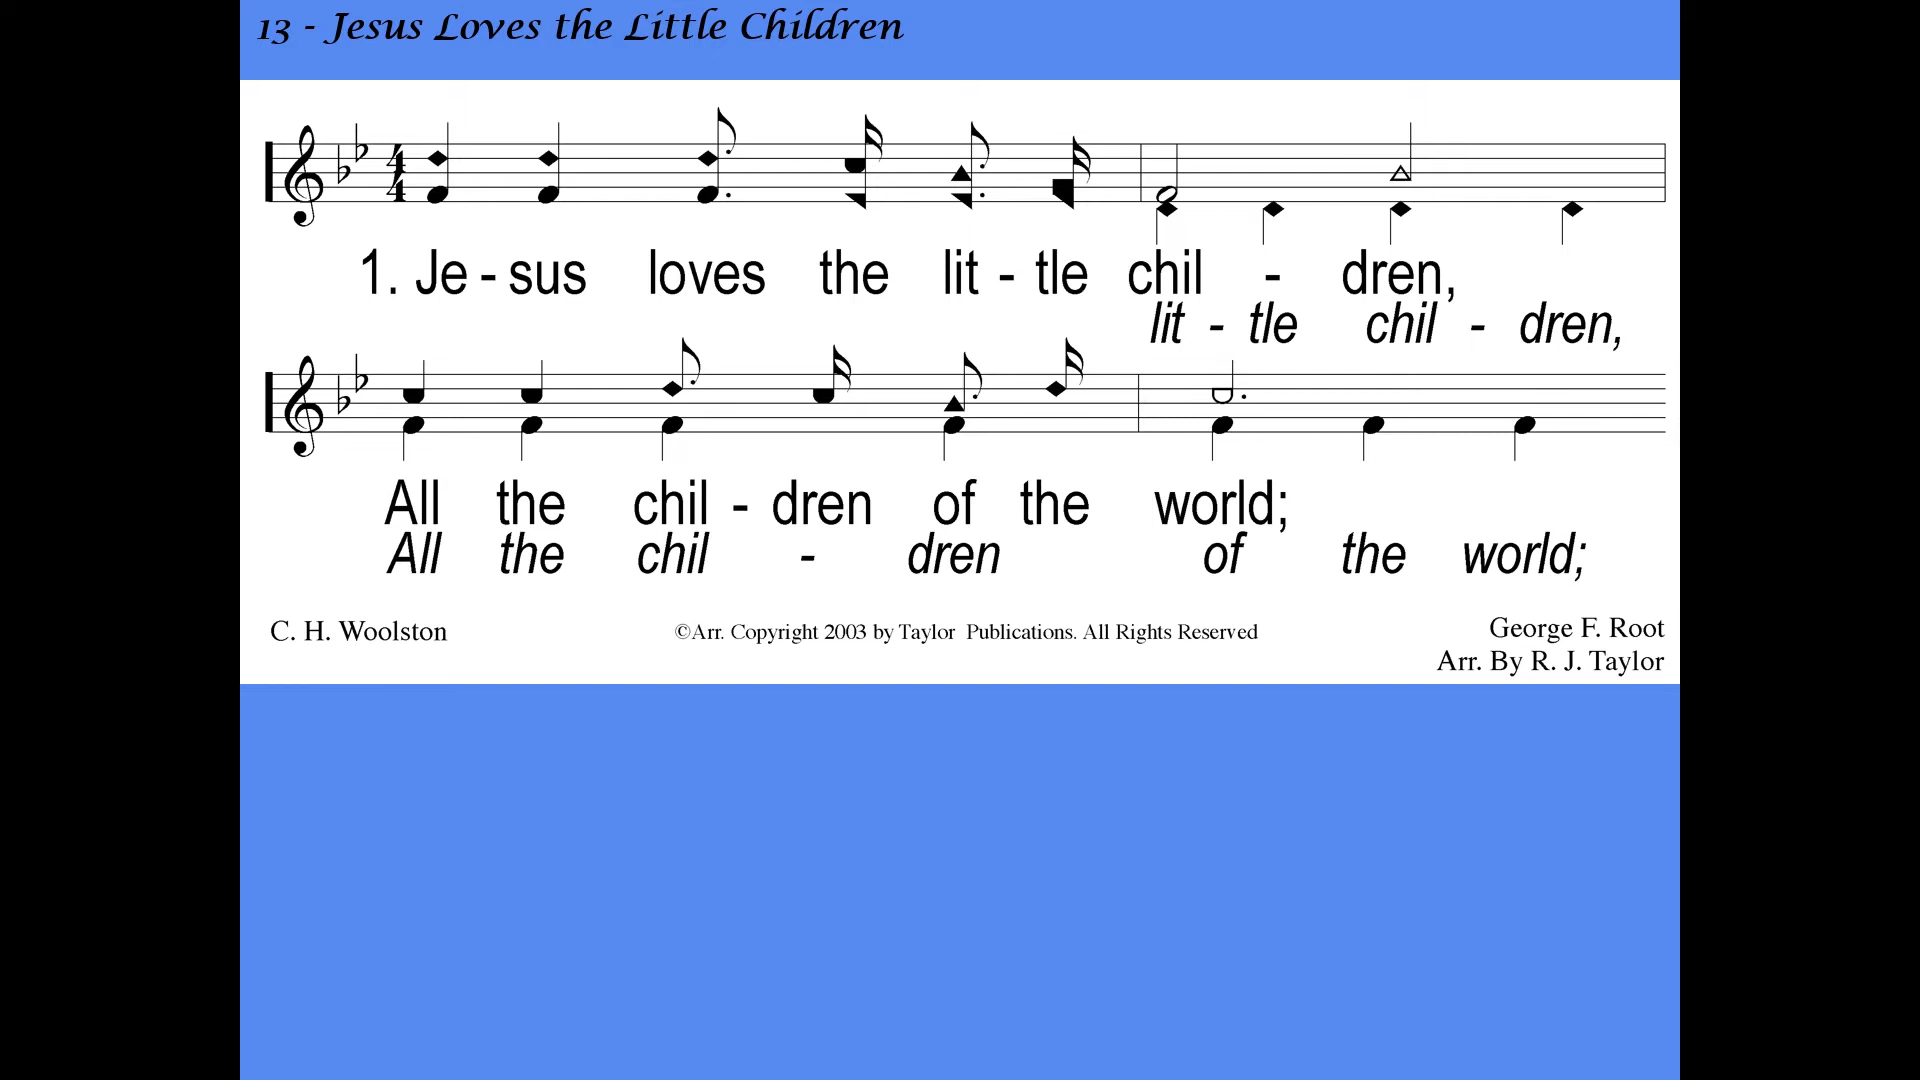 13 - Jesus Loves the Little Children
4
4
1. Je - sus loves the lit - tle chil - dren,
lit - tle chil - dren,
All the chil - dren of the world;
All the chil - dren of the world;
C. H. Woolston
©Arr. Copyright 2003 by Taylor Publications. All Rights Reserved
George F. Root
Arr. By R. J. Taylor